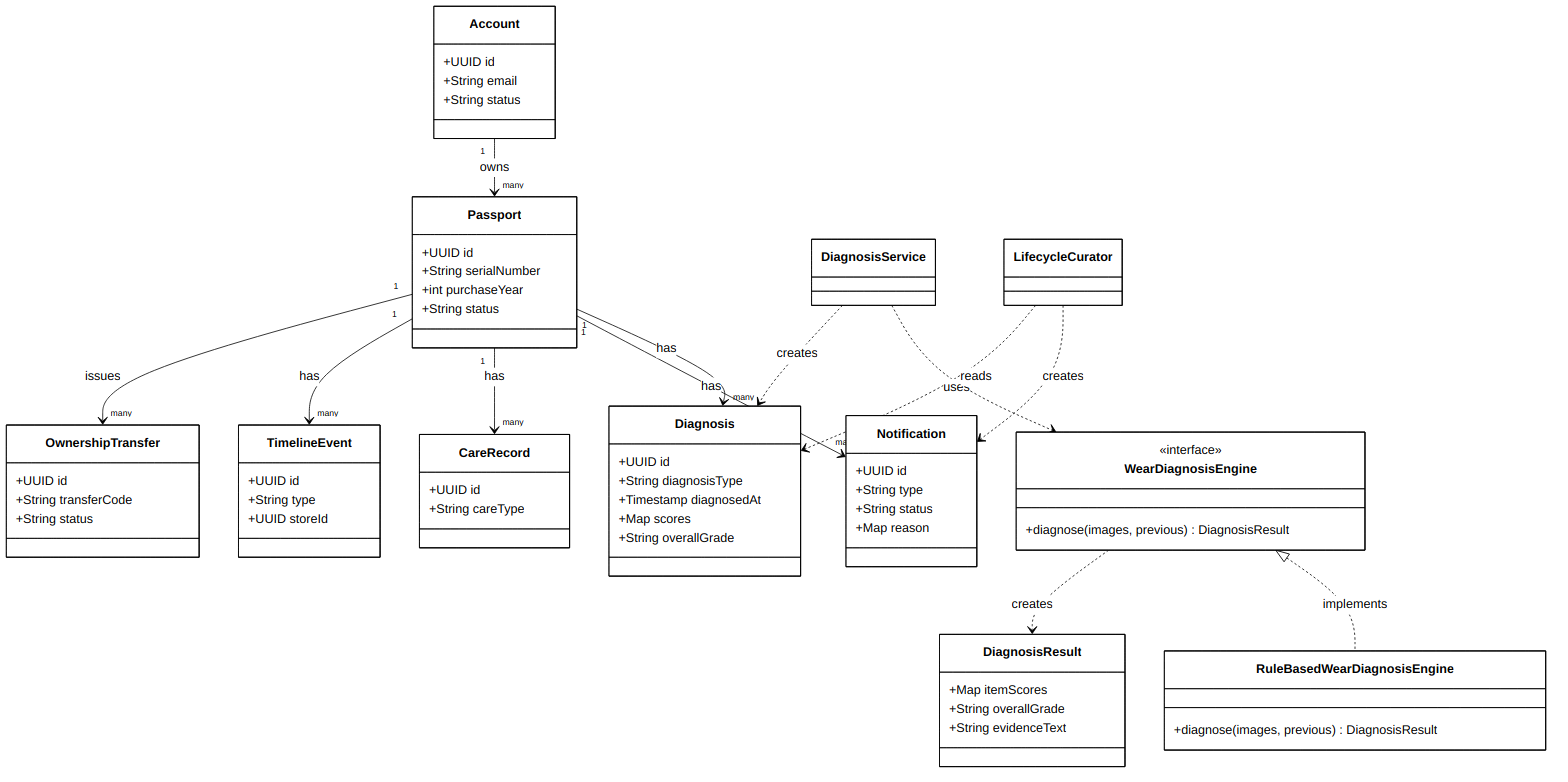 Account
+UUID id
+String email
+String status
1
owns
many
Passport
+UUID id
+String serialNumber
+int purchaseYear
+String status
DiagnosisService
LifecycleCurator
1
1
1
1
1
issues
has
has
has
has
creates
reads
uses
creates
many
many
many
many
OwnershipTransfer
+UUID id
+String transferCode
+String status
TimelineEvent
+UUID id
+String type
+UUID storeId
CareRecord
+UUID id
+String careType
Diagnosis
+UUID id
+String diagnosisType
+Timestamp diagnosedAt
+Map scores
+String overallGrade
Notification
+UUID id
+String type
+String status
+Map reason
«interface»
WearDiagnosisEngine
+diagnose(images, previous) : DiagnosisResult
creates
implements
DiagnosisResult
+Map itemScores
+String overallGrade
+String evidenceText
RuleBasedWearDiagnosisEngine
+diagnose(images, previous) : DiagnosisResult